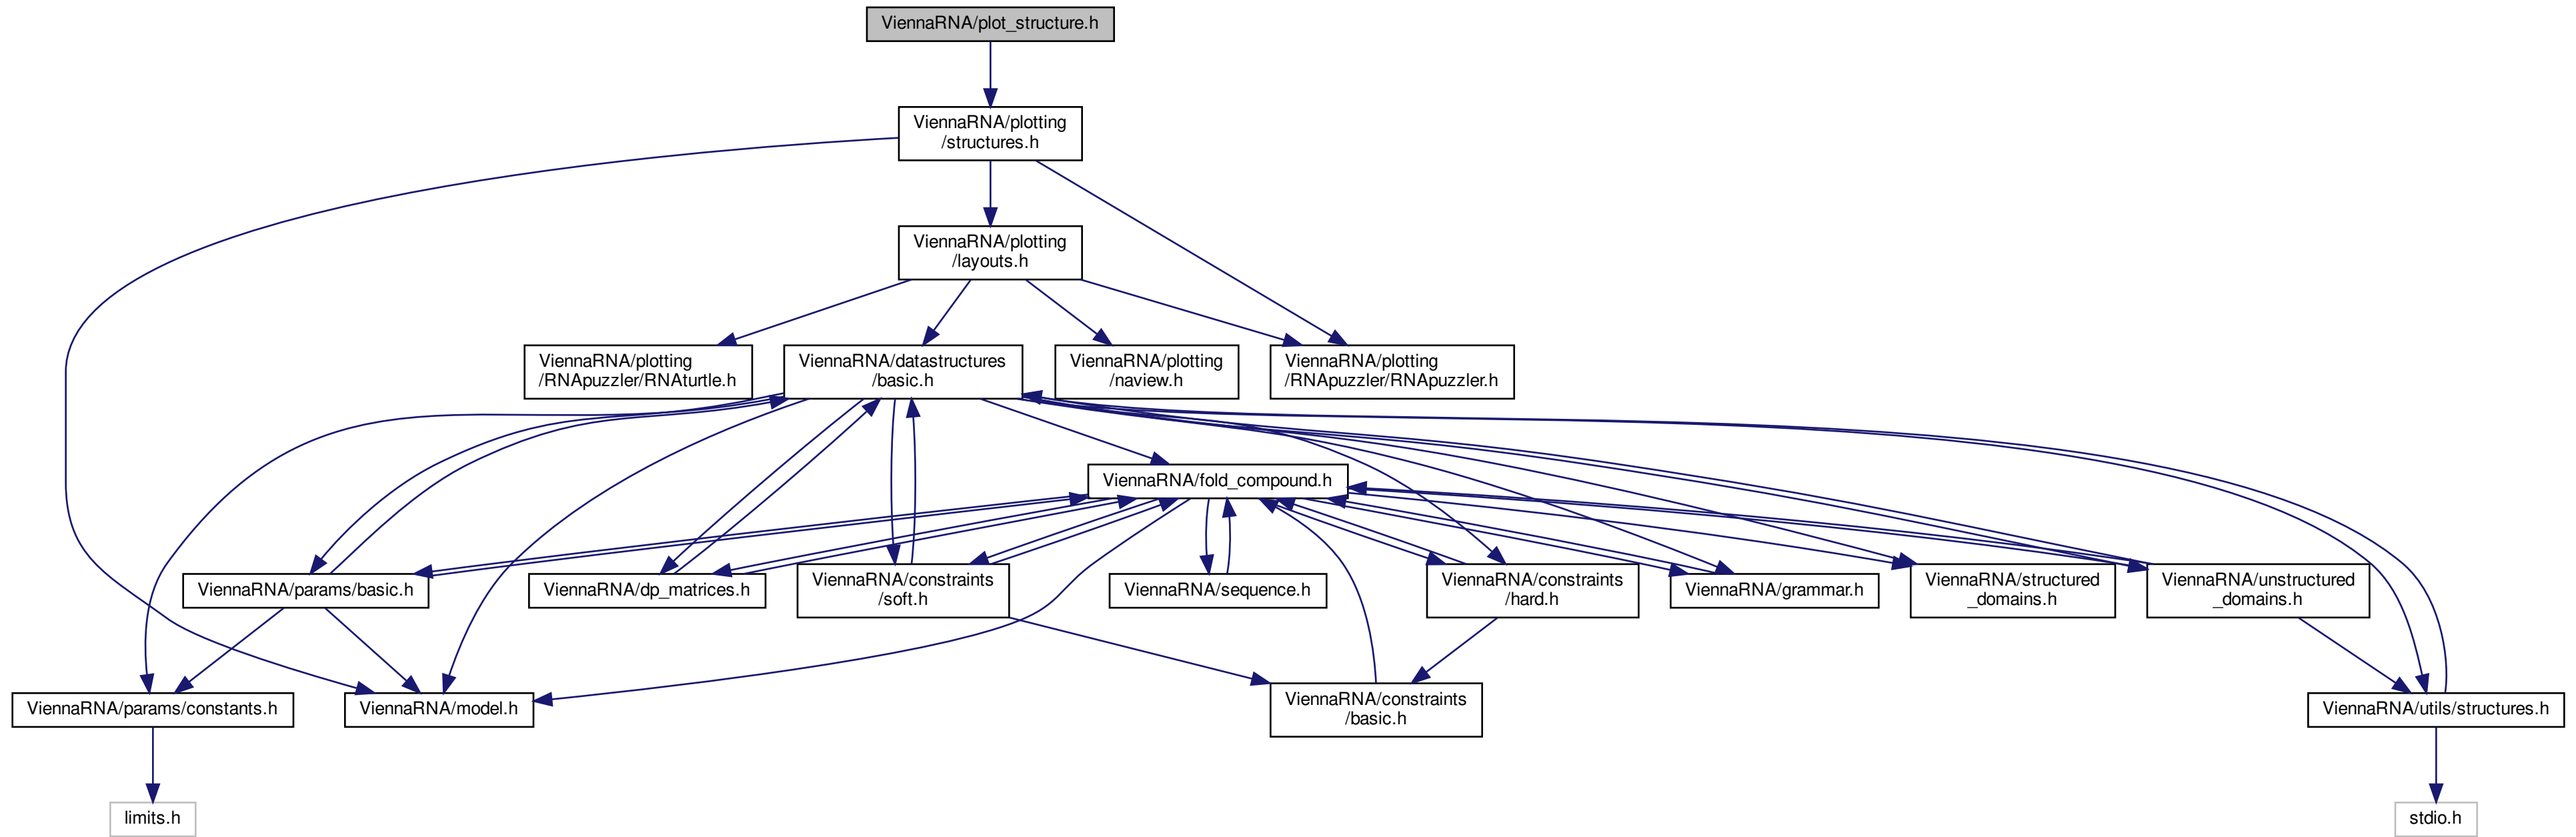 ViennaRNA/plot_structure.h
ViennaRNA/plotting
/structures.h
ViennaRNA/plotting
/layouts.h
ViennaRNA/plotting
/RNApuzzler/RNAturtle.h
ViennaRNA/datastructures
/basic.h
ViennaRNA/plotting
/naview.h
ViennaRNA/plotting
/RNApuzzler/RNApuzzler.h
ViennaRNA/fold_compound.h
ViennaRNA/params/basic.h
ViennaRNA/dp_matrices.h
ViennaRNA/constraints
/soft.h
ViennaRNA/sequence.h
ViennaRNA/constraints
/hard.h
ViennaRNA/grammar.h
ViennaRNA/structured
_domains.h
ViennaRNA/unstructured
_domains.h
ViennaRNA/params/constants.h
ViennaRNA/model.h
ViennaRNA/constraints
/basic.h
ViennaRNA/utils/structures.h
limits.h
stdio.h